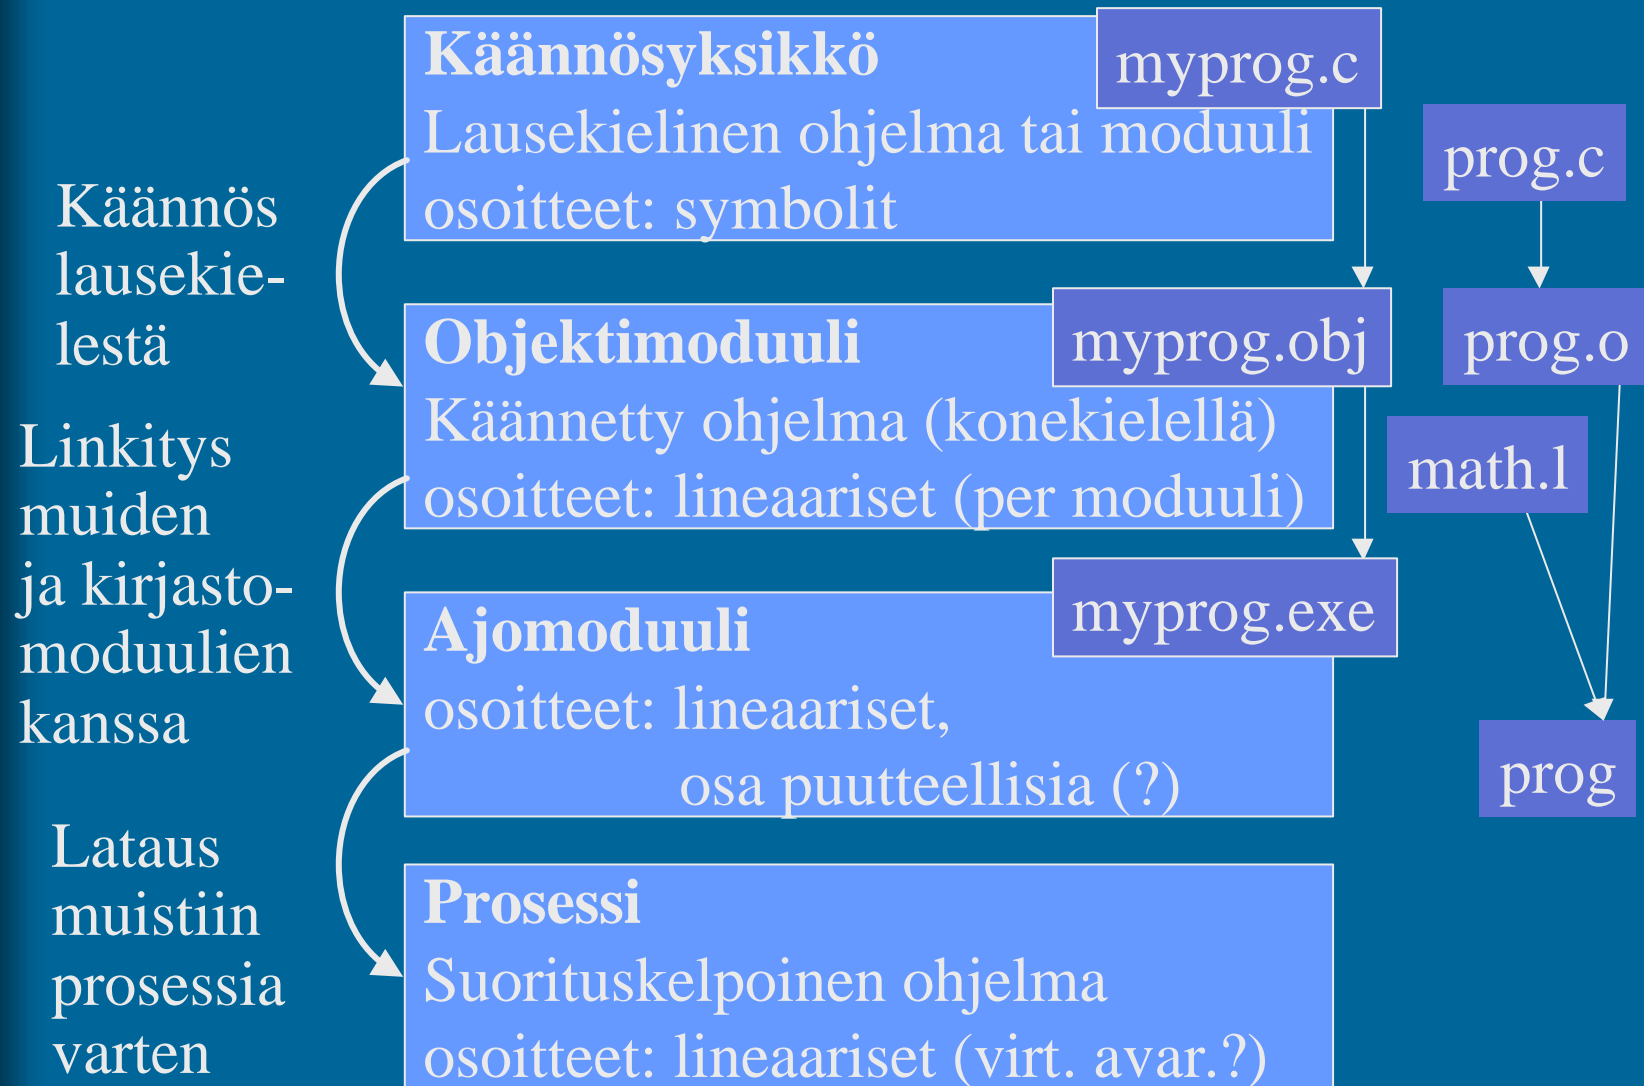 Käännösyksikkö
Lausekielinen ohjelma tai moduuli
osoitteet: symbolit
myprog.c
prog.c
Käännös
lausekie-
lestä
Objektimoduuli
Käännetty ohjelma (konekielellä)
osoitteet: lineaariset (per moduuli)
myprog.obj
prog.o
math.l
Linkitys
muiden
ja kirjasto-
moduulien
kanssa
Ajomoduuli
osoitteet: lineaariset,
osa puutteellisia (?)
myprog.exe
prog
Lataus
muistiin
prosessia
varten
Prosessi
Suorituskelpoinen ohjelma
osoitteet: lineaariset (virt. avar.?)